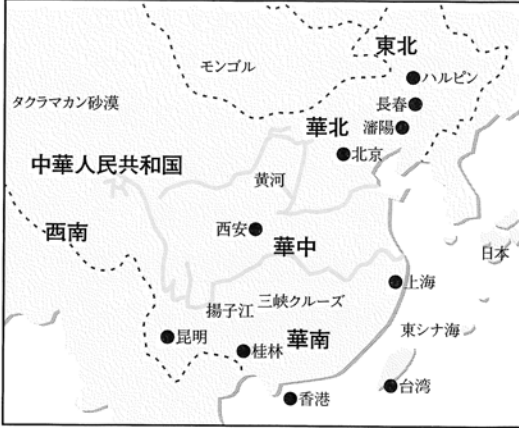 東北
モンゴル
ハルピン
タクラマカン砂漠
長春
華北
瀋陽
北京
中華人民共和国
黄河
西南
西安
華中
日本
上海
揚子江
三峡クルーズ
東シナ海
昆明
華南
桂林
台湾
香港